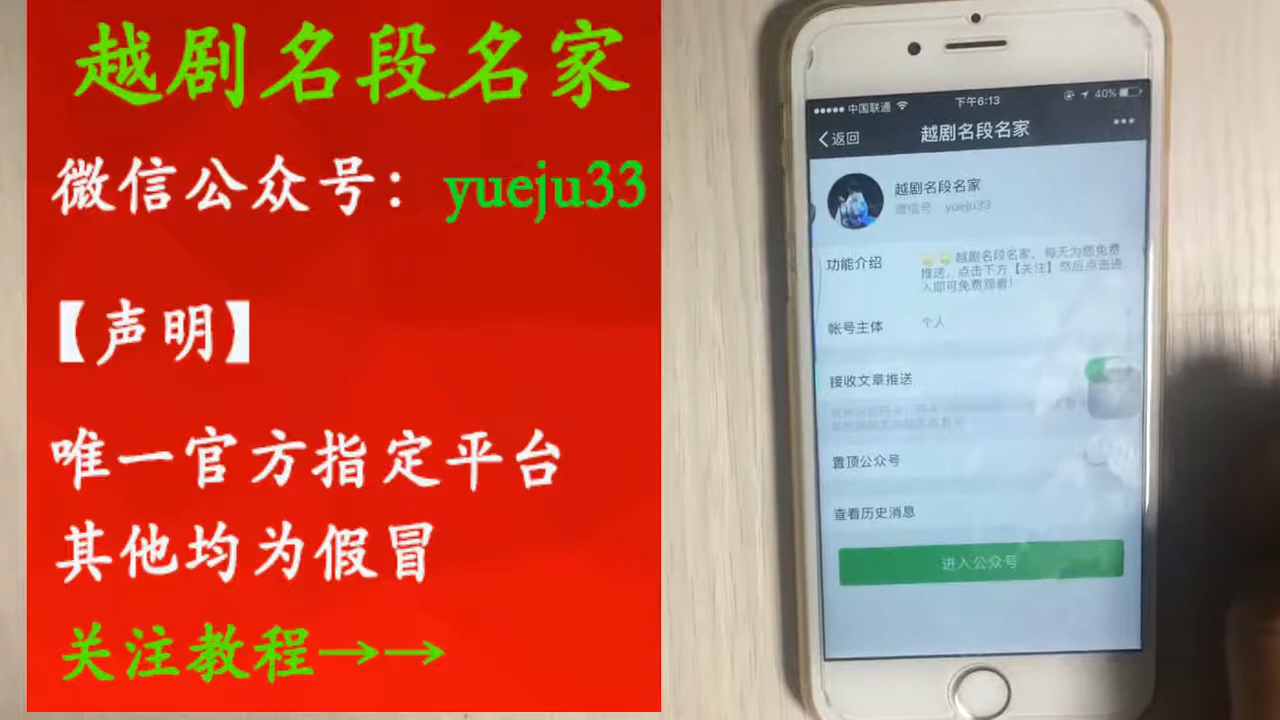 越剧名段名家
微信公众号：yueju33
【声明】
唯一官方指定平台
其他均为假冒
关注教程→→
中国联通 下午6:13 40%
返回 越剧名段名家
越剧名段名家
微信号 yueju33
功能介绍
越剧名段名家，每天为您免费
推送，点击下方【关注】然后点击进
入即可免费观看！
帐号主体 个人
接收文章推送
置顶公众号
查看历史消息
进入公众号